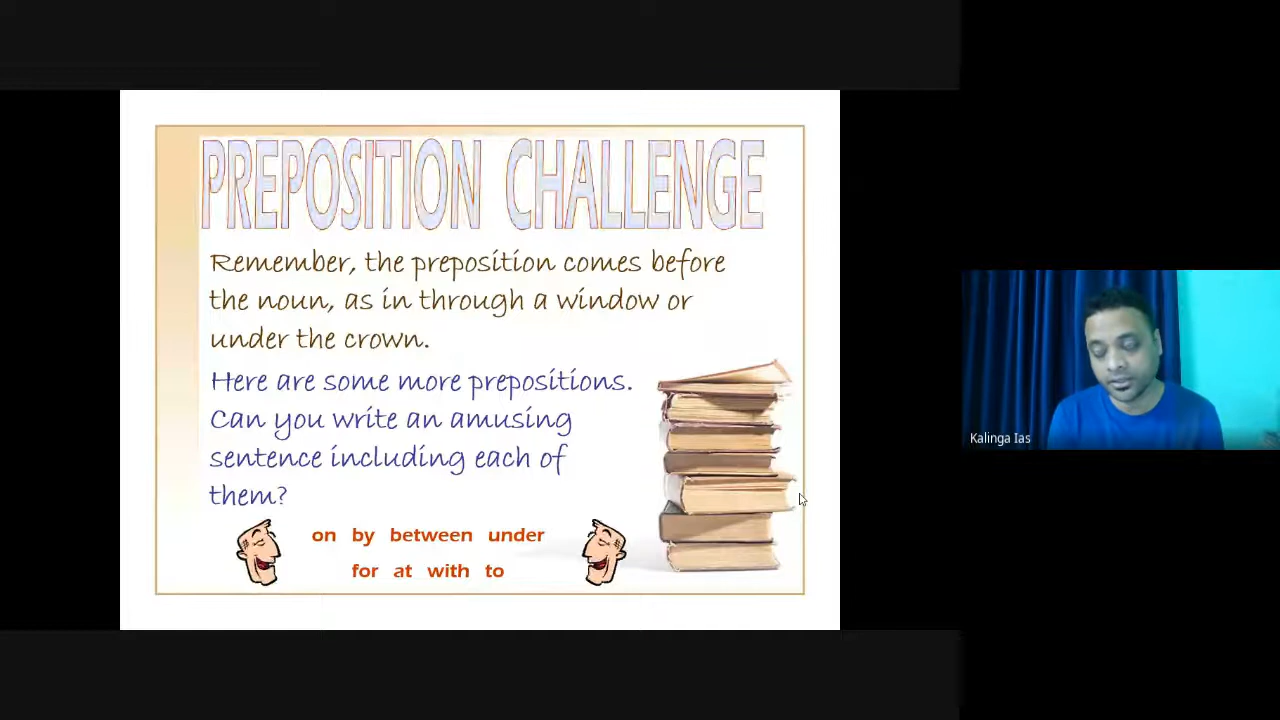 PREPOSITION CHALLENGE
Remember, the preposition comes before
the noun, as in through a window or
under the crown.
Here are some more prepositions.
Can you write an amusing
sentence including each of
them?
on by between under
for at with to
Kalinga Ias